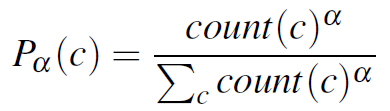 P_α(c) = count(c)^α / ∑_c count(c)^α